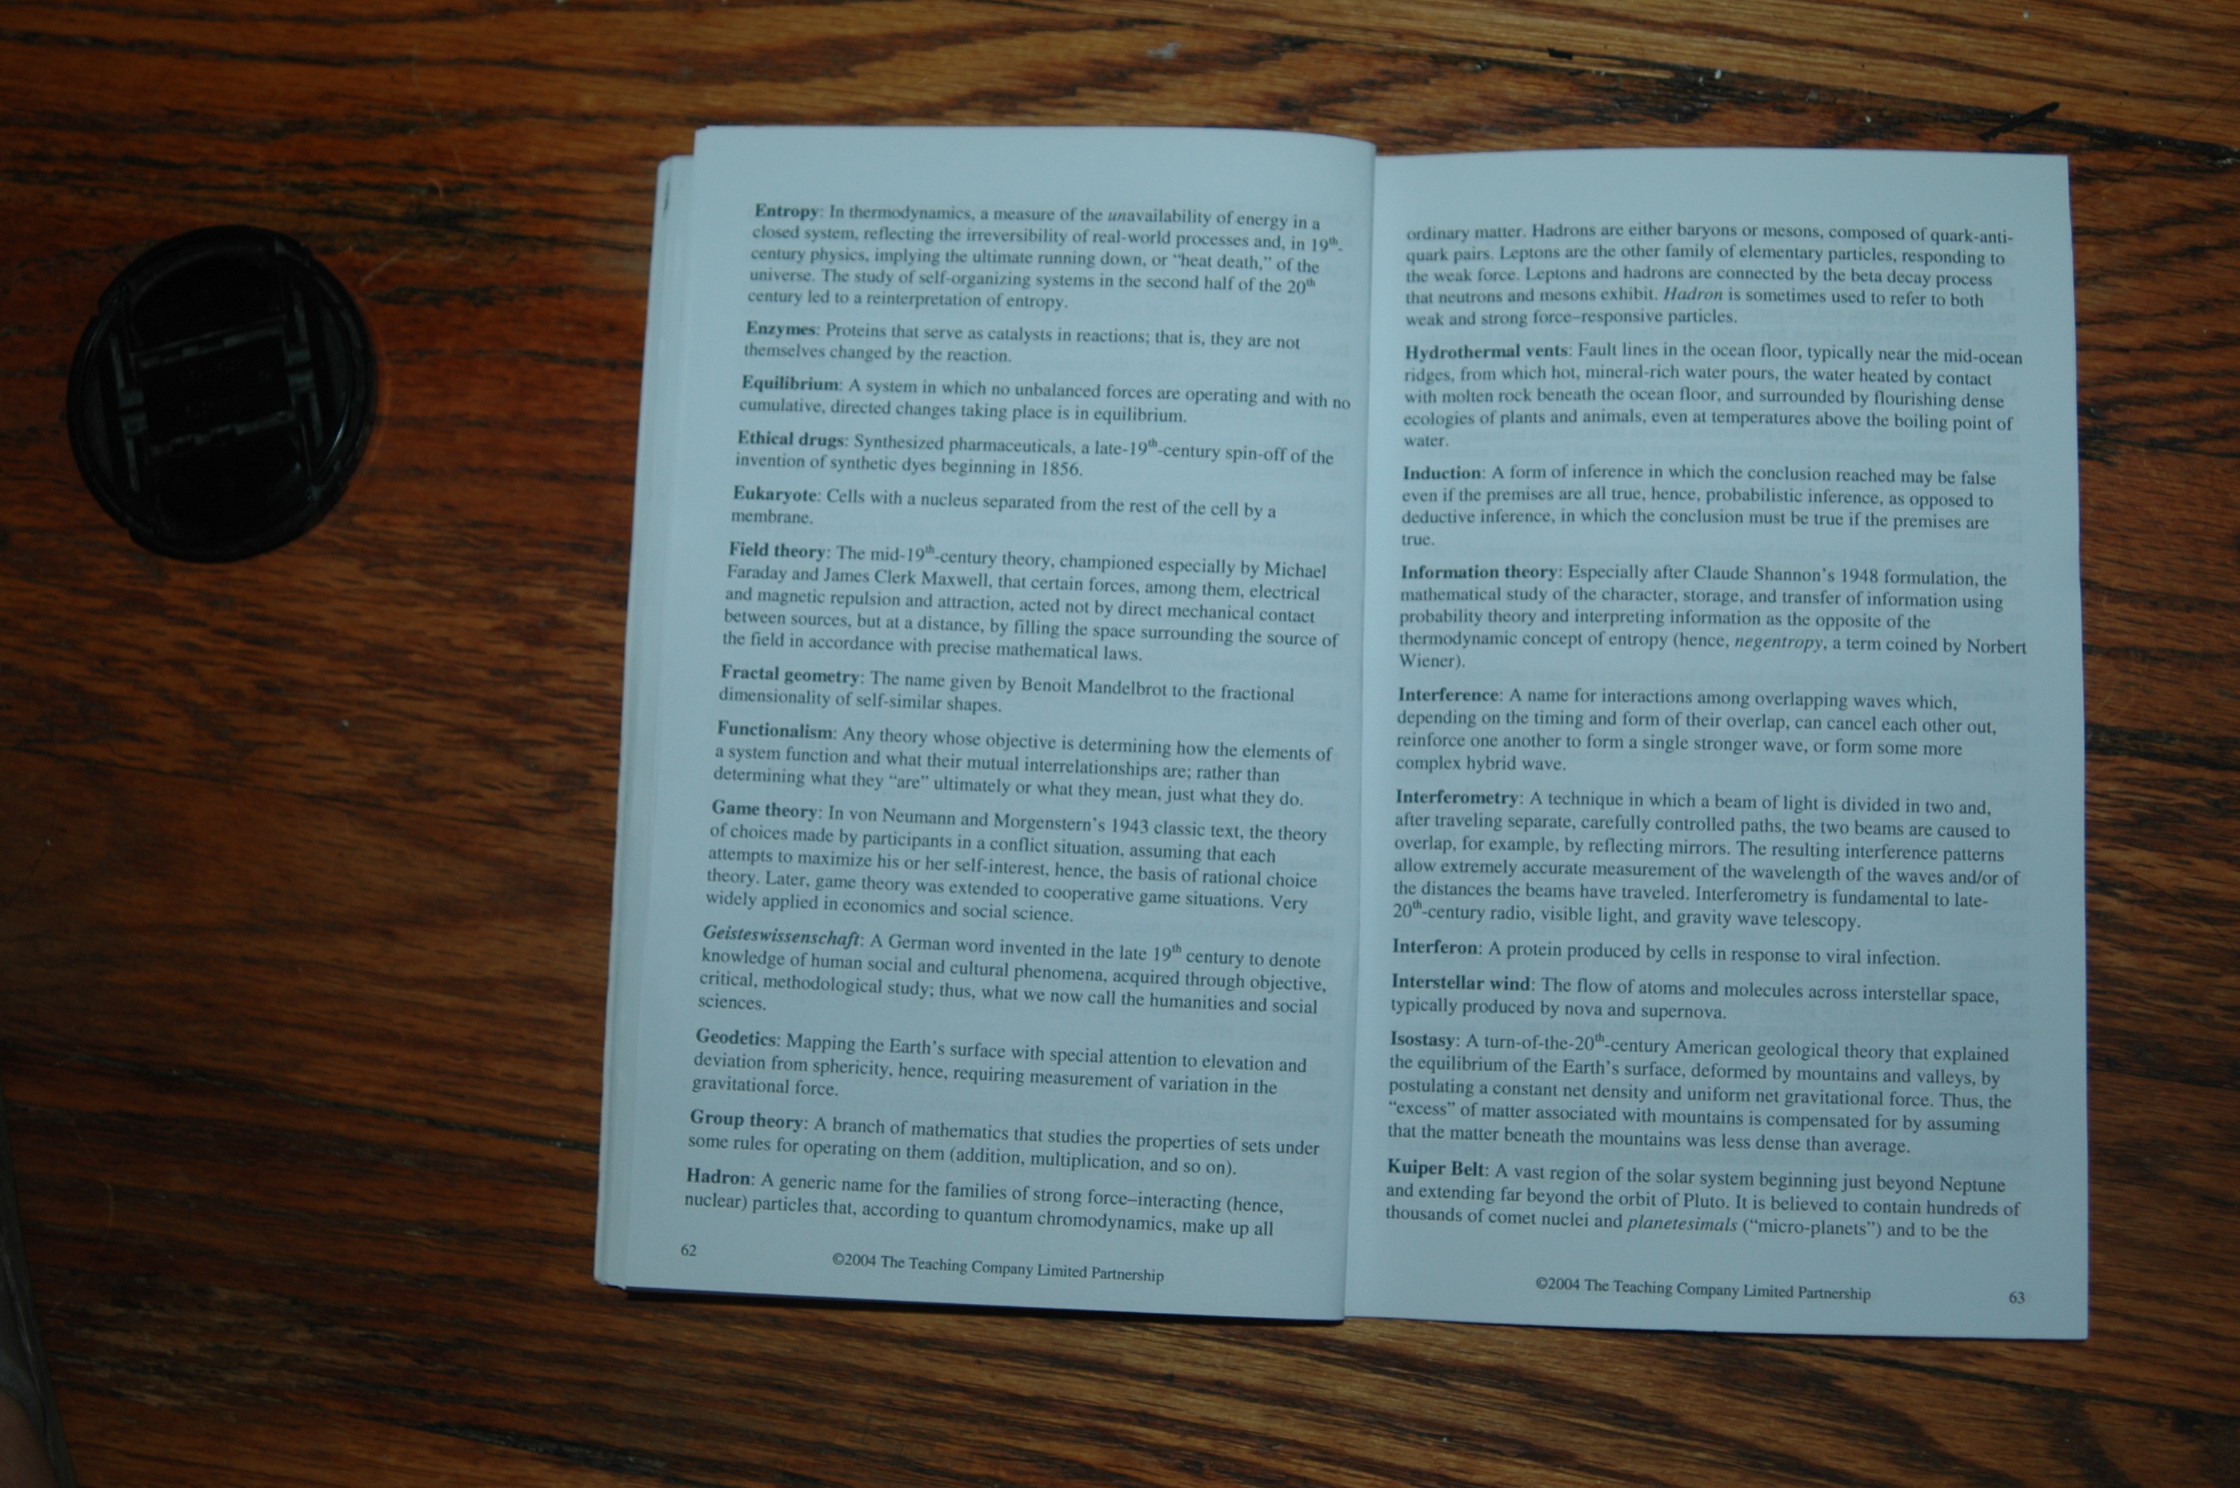 Entropy: In thermodynamics, a measure of the unavailability of energy in a
closed system, reflecting the irreversibility of real-world processes and, in 19th-
century physics, implying the ultimate running down, or “heat death,” of the
universe. The study of self-organizing systems in the second half of the 20th
century led to a reinterpretation of entropy.
Enzymes: Proteins that serve as catalysts in reactions; that is, they are not
themselves changed by the reaction.
Equilibrium: A system in which no unbalanced forces are operating and with no
cumulative, directed changes taking place is in equilibrium.
Ethical drugs: Synthesized pharmaceuticals, a late-19th-century spin-off of the
invention of synthetic dyes beginning in 1856.
Eukaryote: Cells with a nucleus separated from the rest of the cell by a
membrane.
Field theory: The mid-19th-century theory, championed especially by Michael
Faraday and James Clerk Maxwell, that certain forces, among them, electrical
and magnetic repulsion and attraction, acted not by direct mechanical contact
between sources, but at a distance, by filling the space surrounding the source of
the field in accordance with precise mathematical laws.
Fractal geometry: The name given by Benoit Mandelbrot to the fractional
dimensionality of self-similar shapes.
Functionalism: Any theory whose objective is determining how the elements of
a system function and what their mutual interrelationships are; rather than
determining what they “are” ultimately or what they mean, just what they do.
Game theory: In von Neumann and Morgenstern’s 1943 classic text, the theory
of choices made by participants in a conflict situation, assuming that each
attempts to maximize his or her self-interest, hence, the basis of rational choice
theory. Later, game theory was extended to cooperative game situations. Very
widely applied in economics and social science.
Geisteswissenschaft: A German word invented in the late 19th century to denote
knowledge of human social and cultural phenomena, acquired through objective,
critical, methodological study; thus, what we now call the humanities and social
sciences.
Geodetics: Mapping the Earth’s surface with special attention to elevation and
deviation from sphericity, hence, requiring measurement of variation in the
gravitational force.
Group theory: A branch of mathematics that studies the properties of sets under
some rules for operating on them (addition, multiplication, and so on).
Hadron: A generic name for the families of strong force–interacting (hence,
nuclear) particles that, according to quantum chromodynamics, make up all
62
©2004 The Teaching Company Limited Partnership
ordinary matter. Hadrons are either baryons or mesons, composed of quark-anti-
quark pairs. Leptons are the other family of elementary particles, responding to
the weak force. Leptons and hadrons are connected by the beta decay process
that neutrons and mesons exhibit. Hadron is sometimes used to refer to both
weak and strong force–responsive particles.
Hydrothermal vents: Fault lines in the ocean floor, typically near the mid-ocean
ridges, from which hot, mineral-rich water pours, the water heated by contact
with molten rock beneath the ocean floor, and surrounded by flourishing dense
ecologies of plants and animals, even at temperatures above the boiling point of
water.
Induction: A form of inference in which the conclusion reached may be false
even if the premises are all true, hence, probabilistic inference, as opposed to
deductive inference, in which the conclusion must be true if the premises are
true.
Information theory: Especially after Claude Shannon’s 1948 formulation, the
mathematical study of the character, storage, and transfer of information using
probability theory and interpreting information as the opposite of the
thermodynamic concept of entropy (hence, negentropy, a term coined by Norbert
Wiener).
Interference: A name for interactions among overlapping waves which,
depending on the timing and form of their overlap, can cancel each other out,
reinforce one another to form a single stronger wave, or form some more
complex hybrid wave.
Interferometry: A technique in which a beam of light is divided in two and,
after traveling separate, carefully controlled paths, the two beams are caused to
overlap, for example, by reflecting mirrors. The resulting interference patterns
allow extremely accurate measurement of the wavelength of the waves and/or of
the distances the beams have traveled. Interferometry is fundamental to late-
20th-century radio, visible light, and gravity wave telescopy.
Interferon: A protein produced by cells in response to viral infection.
Interstellar wind: The flow of atoms and molecules across interstellar space,
typically produced by nova and supernova.
Isostasy: A turn-of-the-20th-century American geological theory that explained
the equilibrium of the Earth’s surface, deformed by mountains and valleys, by
postulating a constant net density and uniform net gravitational force. Thus, the
“excess” of matter associated with mountains is compensated for by assuming
that the matter beneath the mountains was less dense than average.
Kuiper Belt: A vast region of the solar system beginning just beyond Neptune
and extending far beyond the orbit of Pluto. It is believed to contain hundreds of
thousands of comet nuclei and planetesimals (“micro-planets”) and to be the
©2004 The Teaching Company Limited Partnership
63